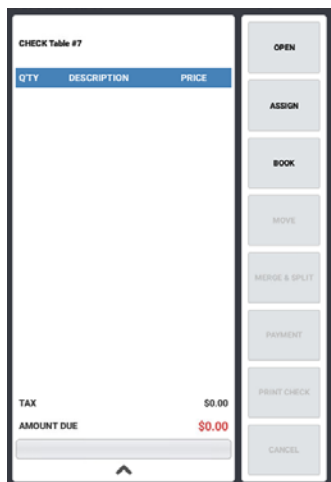 CHECK Table #7
Q'TY DESCRIPTION PRICE
TAX $0.00
AMOUNT DUE $0.00
OPEN
ASSIGN
BOOK
MOVE
MERGE & SPLIT
PAYMENT
PRINT CHECK
CANCEL